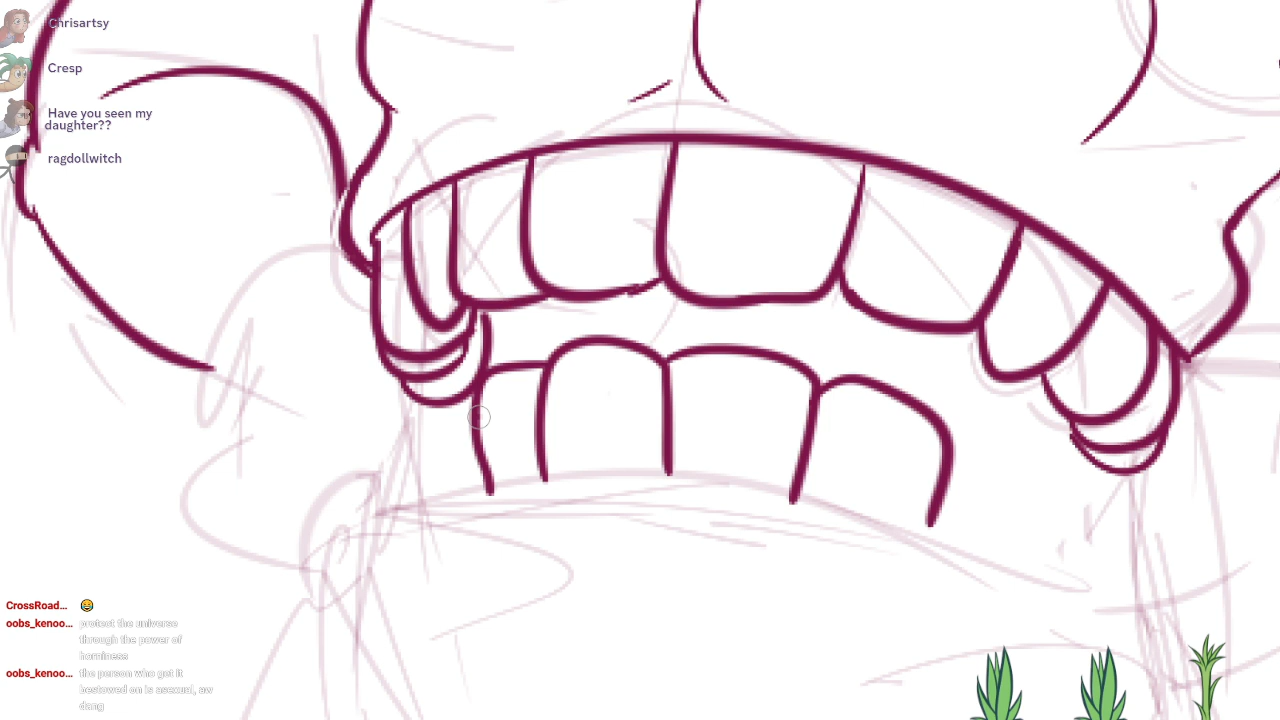 Chrisartsy
Cresp
Have you seen my
daughter??
ragdollwitch
CrossRoad... 😂
oobs_kenoo... protect the universe
through the power of
horniness
oobs_kenoo... the person who got it
bestowed on is asexual, aw
dang